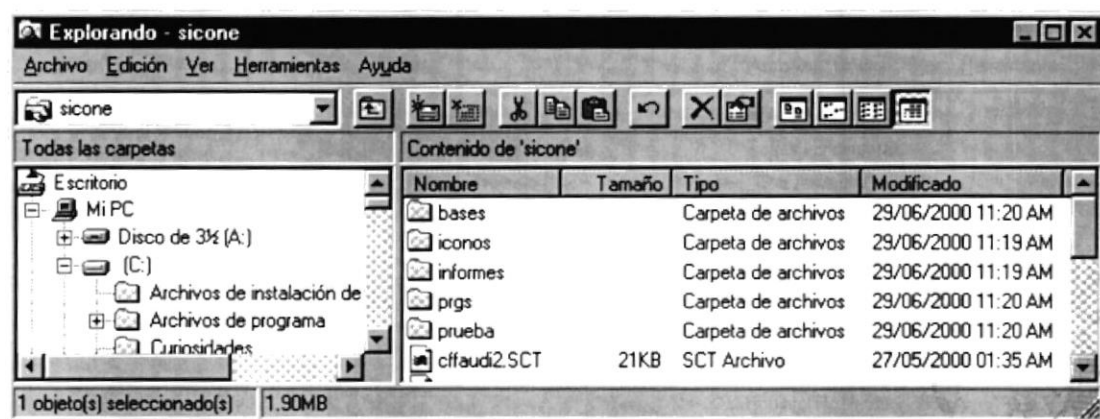 Explorando - sicone
Archivo Edición Ver Herramientas Ayuda
sicone
Todas las carpetas
Contenido de 'sicone'
Escritorio
Mi PC
Disco de 3½ (A:)
(C:)
Archivos de instalación de
Archivos de programa
Curiosidades
Nombre Tamaño Tipo Modificado
bases Carpeta de archivos 29/06/2000 11:20 AM
iconos Carpeta de archivos 29/06/2000 11:19 AM
informes Carpeta de archivos 29/06/2000 11:19 AM
prgs Carpeta de archivos 29/06/2000 11:20 AM
prueba Carpeta de archivos 29/06/2000 11:20 AM
cffaudi2.SCT 21KB SCT Archivo 27/05/2000 01:35 AM
1 objeto(s) seleccionado(s) 1.90MB